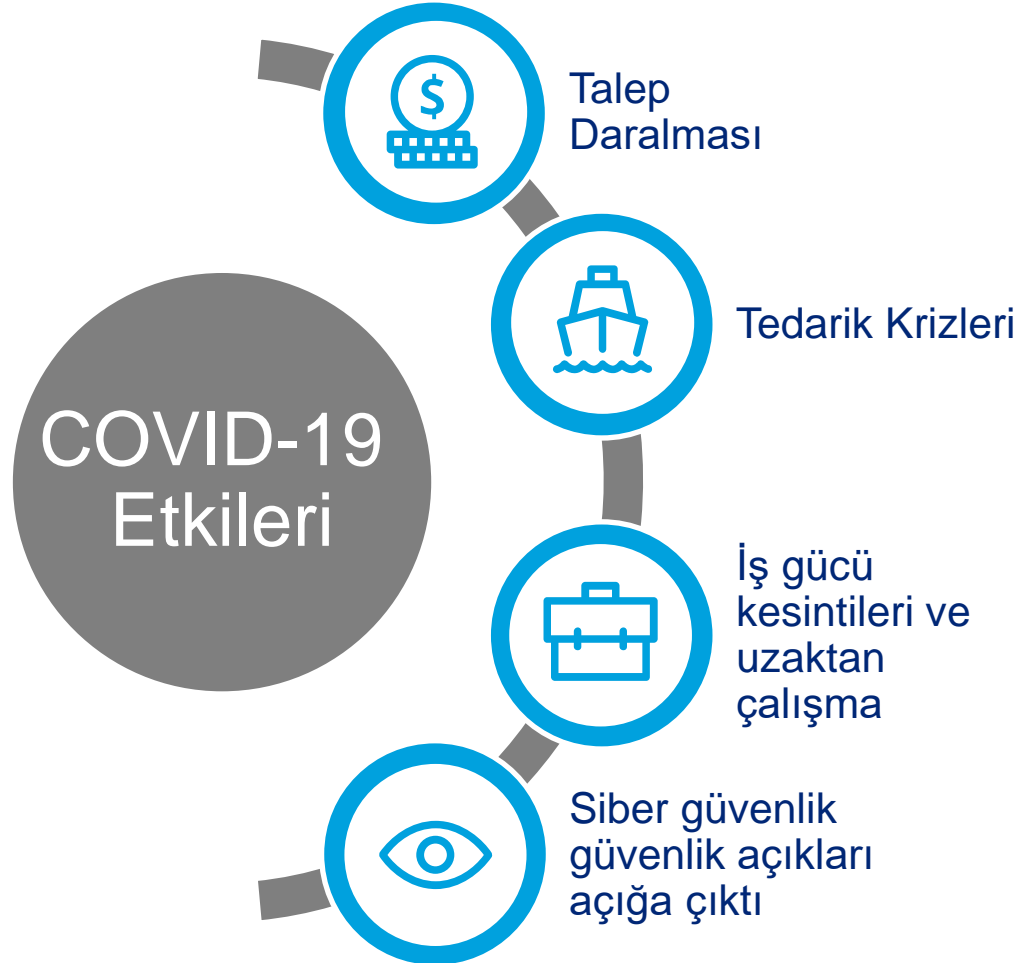 COVID-19
Etkileri
Talep
Daralması
Tedarik Krizleri
İş gücü
kesintileri ve
uzaktan
çalışma
Siber güvenlik
güvenlik açıkları
açığa çıktı
$